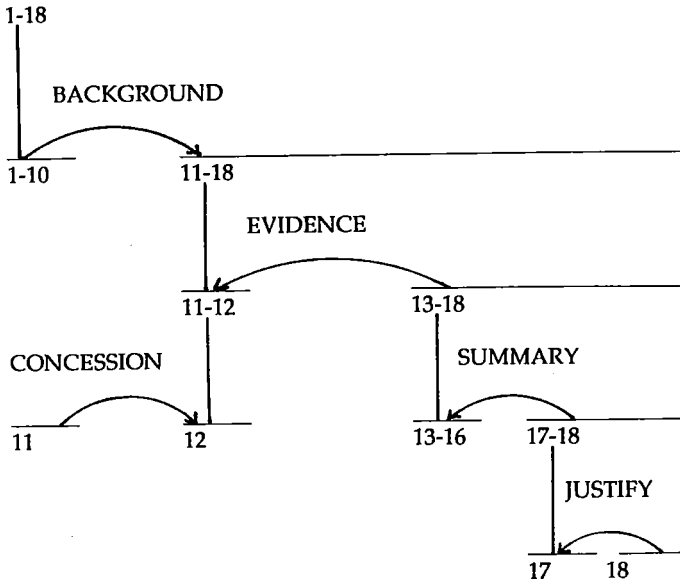 1-18
BACKGROUND
1-10 11-18
EVIDENCE
11-12 13-18
CONCESSION SUMMARY
11 12 13-16 17-18
JUSTIFY
17 18